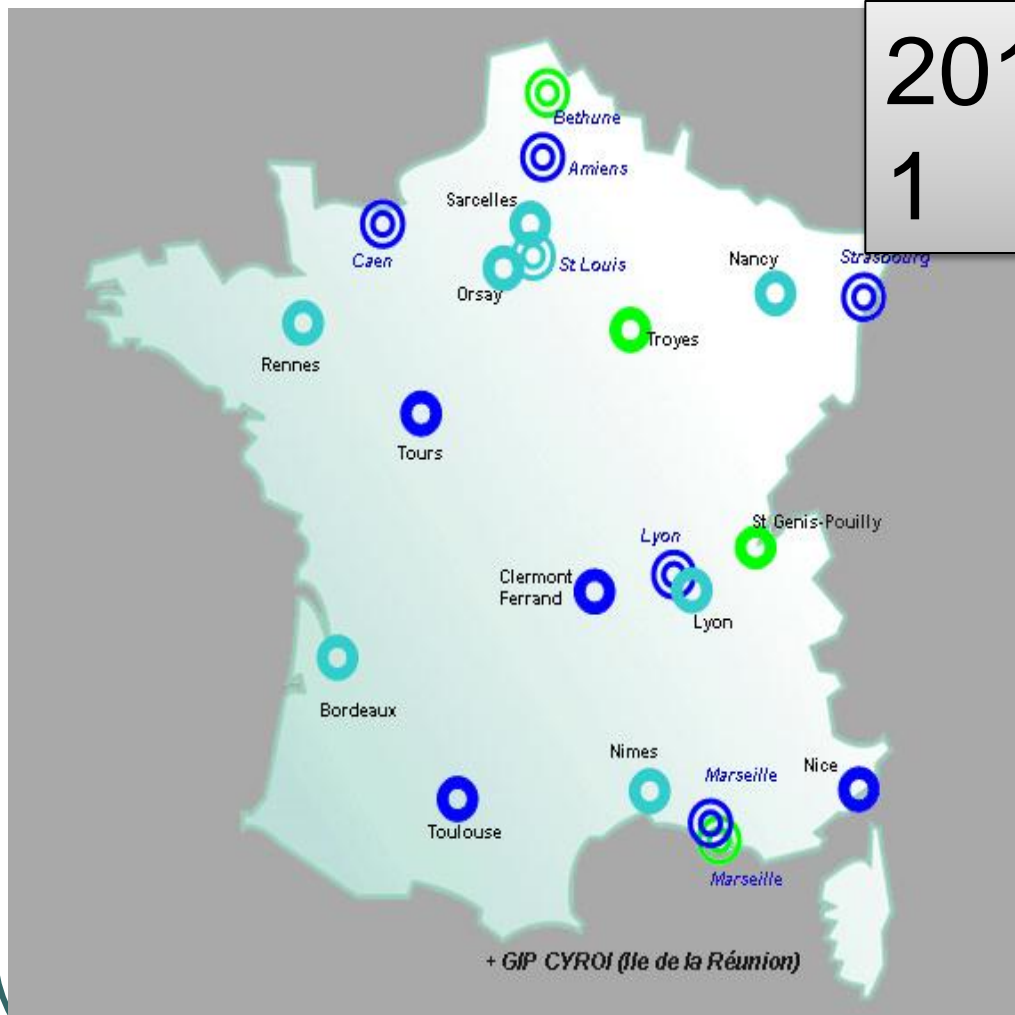 201
1
Bethune
Amiens
Sarcelles
Caen
St Louis
Orsay
Nancy
Strasbourg
Rennes
Troyes
Tours
St Genis-Pouilly
Lyon
Clermont
Ferrand
Lyon
Bordeaux
Nimes
Marseille
Nice
Toulouse
Marseille
+ GIP CYROI (Ile de la Réunion)